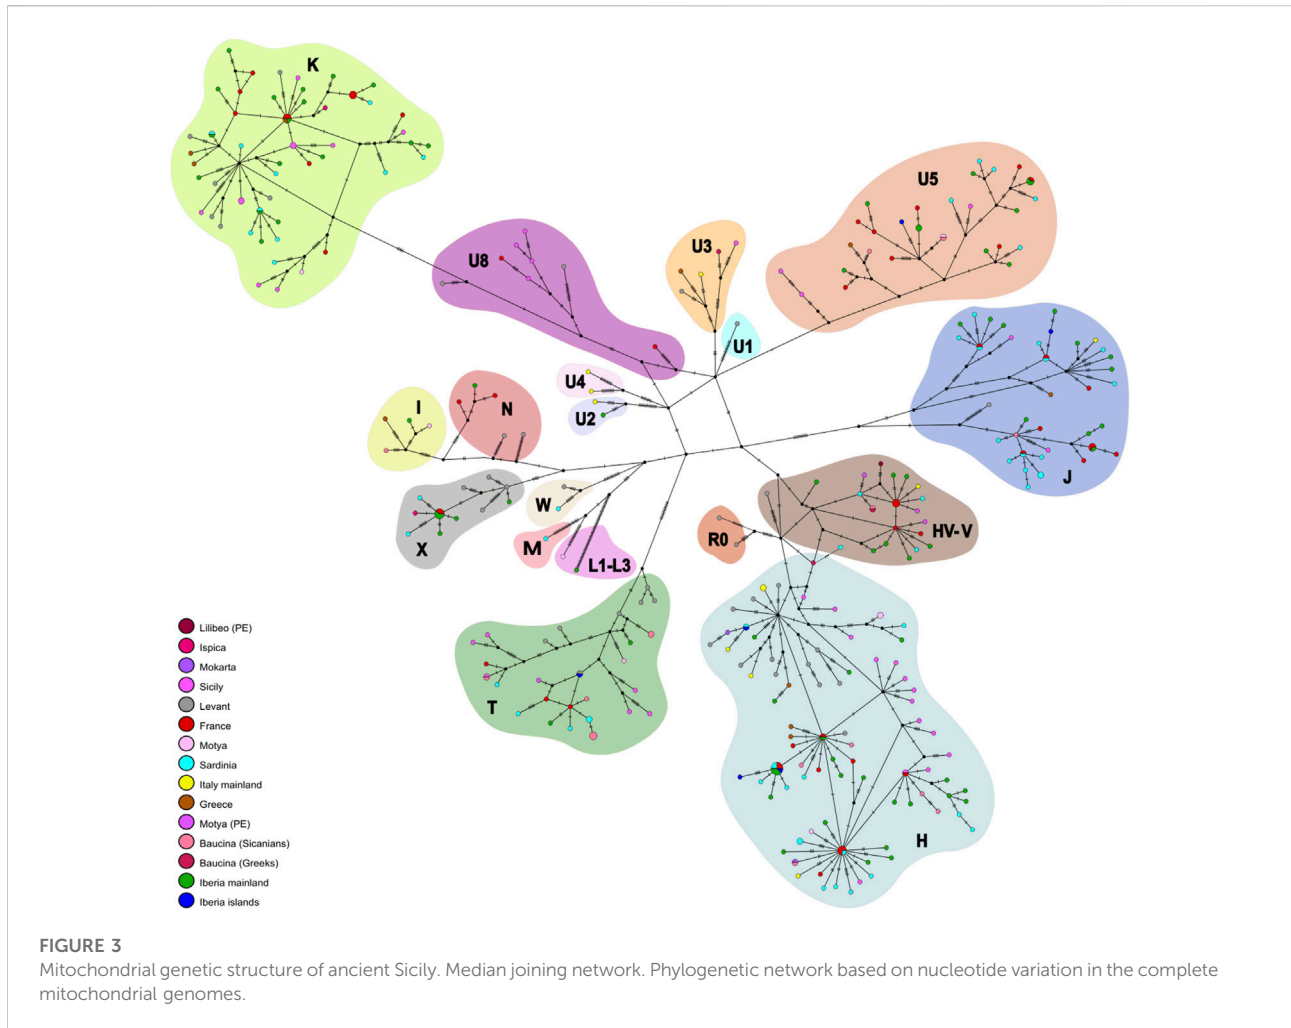 K
U5
U3
U8
U1
U4
I
N
U2
J
W
HV-V
R0
X
M
L1-L3
T
H
Lilibeo (PE)
Ispica
Mokarta
Sicily
Levant
France
Motya
Sardinia
Italy mainland
Greece
Motya (PE)
Baucina (Sicanians)
Baucina (Greeks)
Iberia mainland
Iberia islands
FIGURE 3
Mitochondrial genetic structure of ancient Sicily. Median joining network. Phylogenetic network based on nucleotide variation in the complete
mitochondrial genomes.